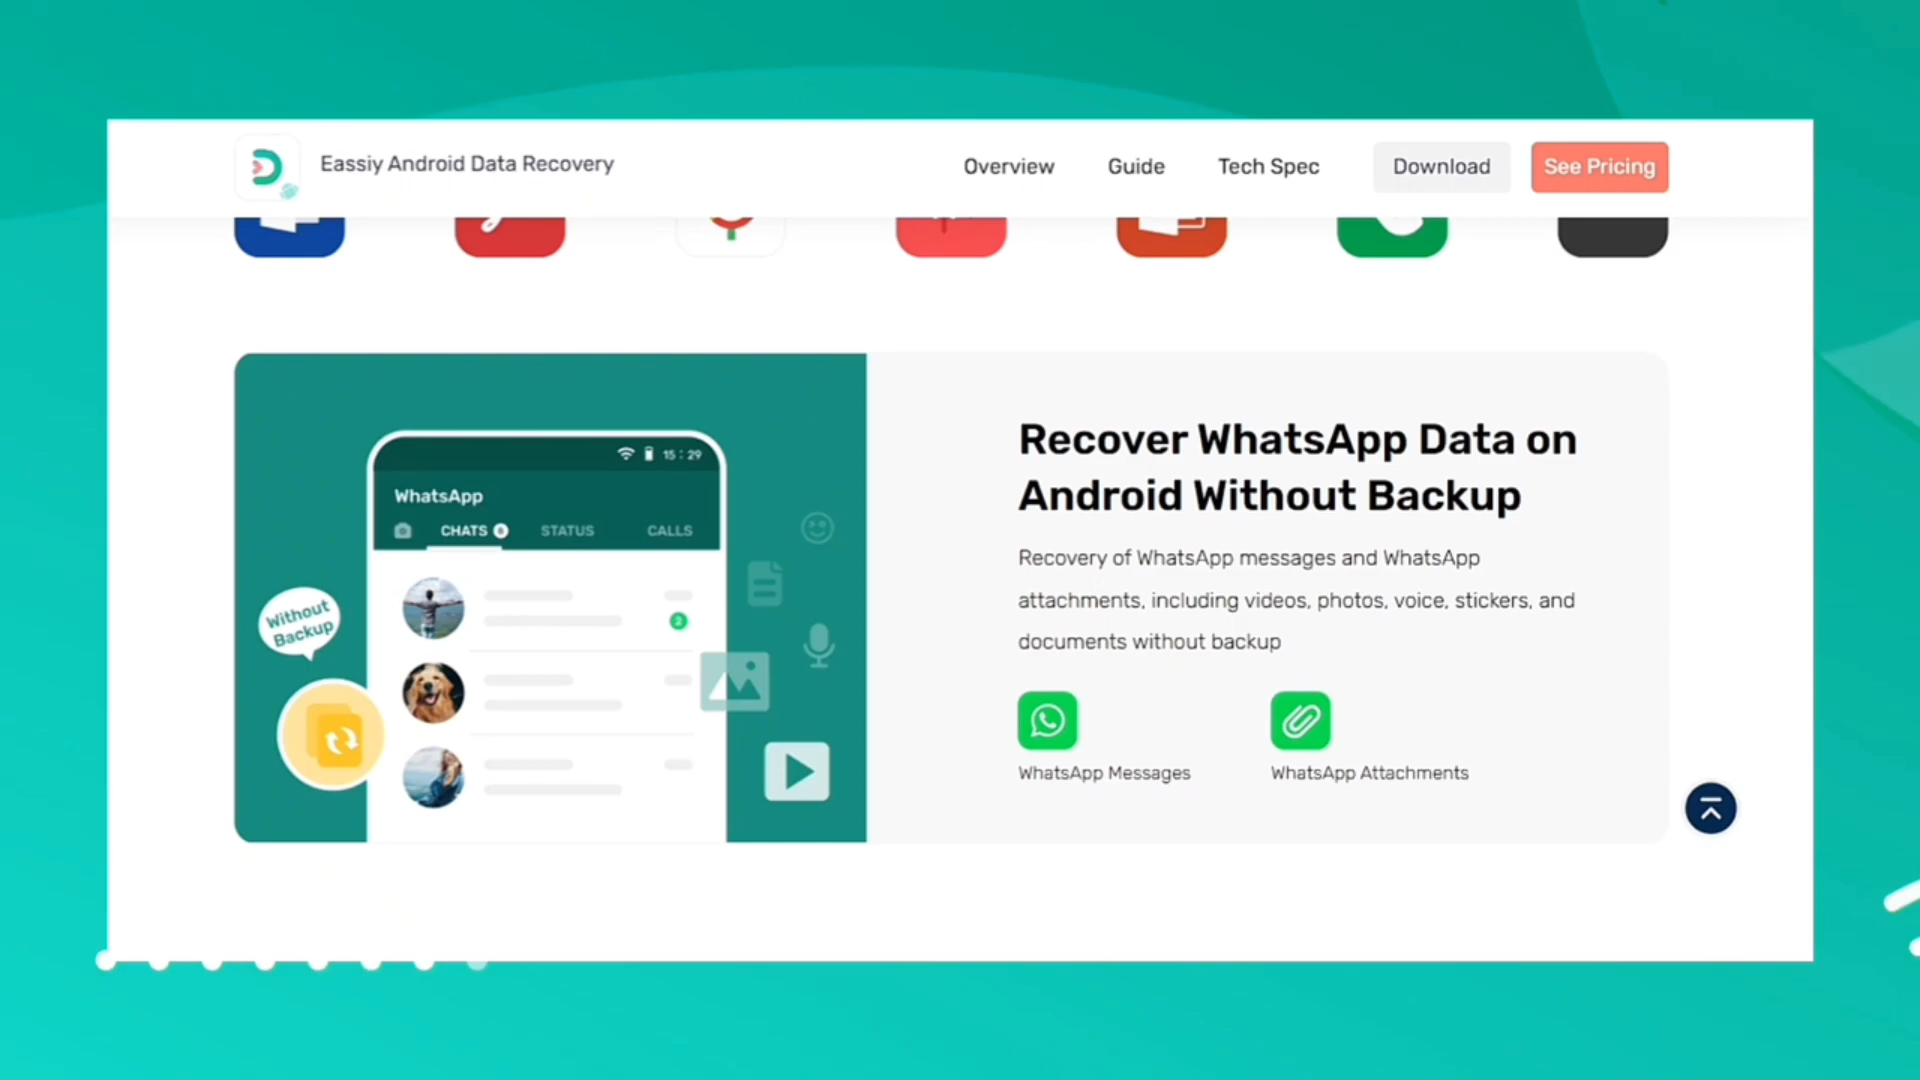 Eassiy Android Data Recovery
Overview
Guide
Tech Spec
Download
See Pricing
15 : 29
WhatsApp
CHATS
STATUS
CALLS
2
Without
Backup
Recover WhatsApp Data on
Android Without Backup
Recovery of WhatsApp messages and WhatsApp
attachments, including videos, photos, voice, stickers, and
documents without backup
WhatsApp Messages
WhatsApp Attachments